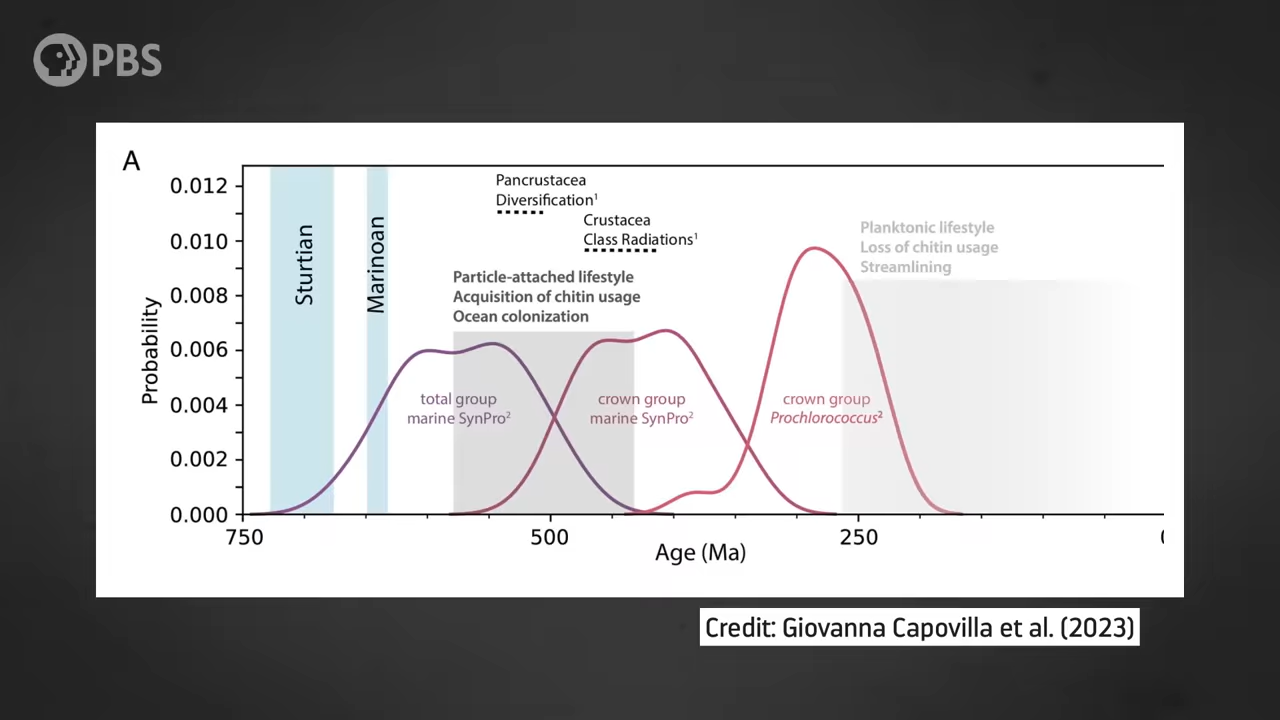 PBS
A
Pancrustacea
Diversification¹
Crustacea
Class Radiations¹
Particle-attached lifestyle
Acquisition of chitin usage
Ocean colonization
Planktonic lifestyle
Loss of chitin usage
Streamlining
Sturtian
Marinoan
Probability
0.012
0.010
0.008
0.006
0.004
0.002
0.000
total group
marine SynPro²
crown group
marine SynPro²
crown group
Prochlorococcus²
750
500
250
Age (Ma)
Credit: Giovanna Capovilla et al. (2023)